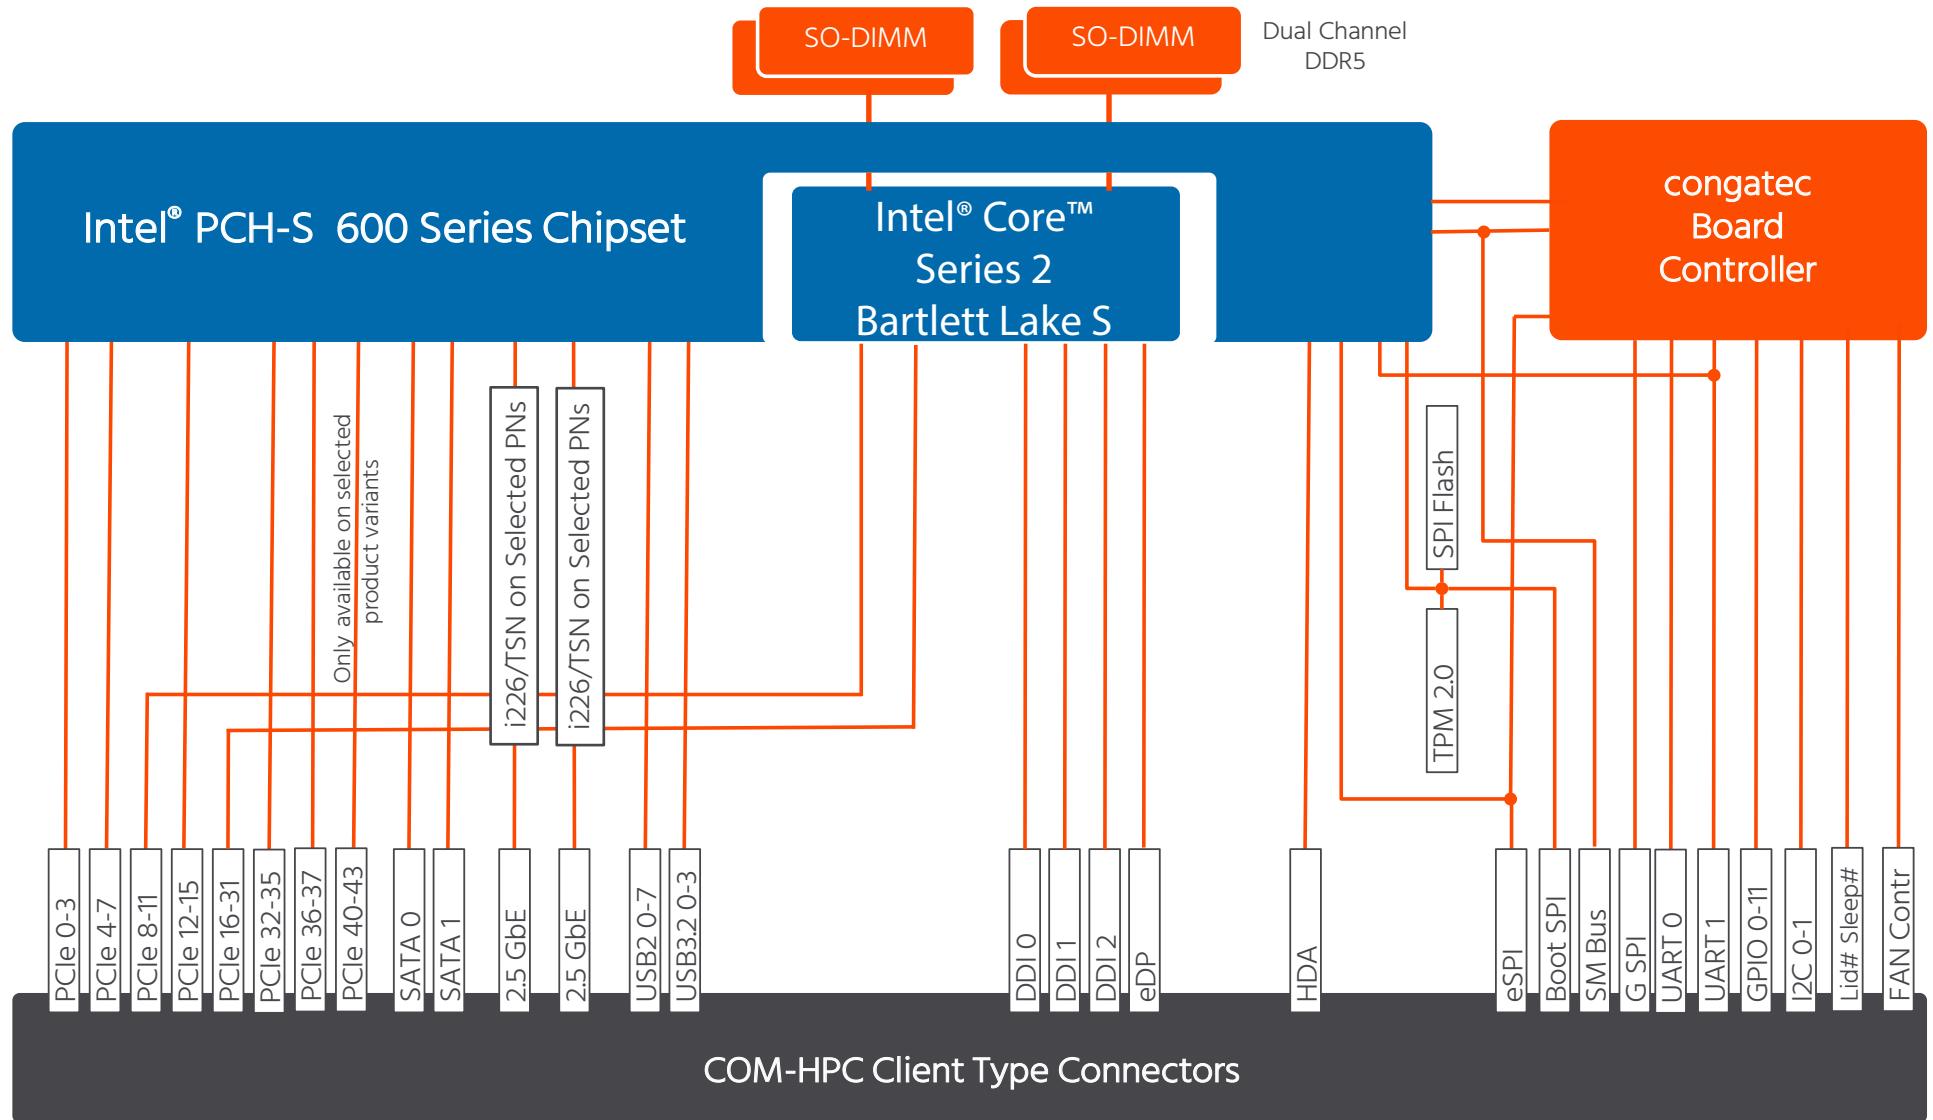 SO-DIMM
SO-DIMM
Dual Channel
DDR5
Intel® PCH-S 600 Series Chipset
Intel® Core™
Series 2
Bartlett Lake S
congatec
Board
Controller
Only available on selected
product variants
i226/TSN on Selected PNs
i226/TSN on Selected PNs
SPI Flash
TPM 2.0
PCIe 0-3
PCIe 4-7
PCIe 8-11
PCIe 12-15
PCIe 16-31
PCIe 32-35
PCIe 36-37
PCIe 40-43
SATA 0
SATA 1
2.5 GbE
2.5 GbE
USB2 0-7
USB3.2 0-3
DDI 0
DDI 1
DDI 2
eDP
HDA
eSPI
Boot SPI
SM Bus
G SPI
UART 0
UART 1
GPIO 0-11
I2C 0-1
Lid# Sleep#
FAN Contr
COM-HPC Client Type Connectors